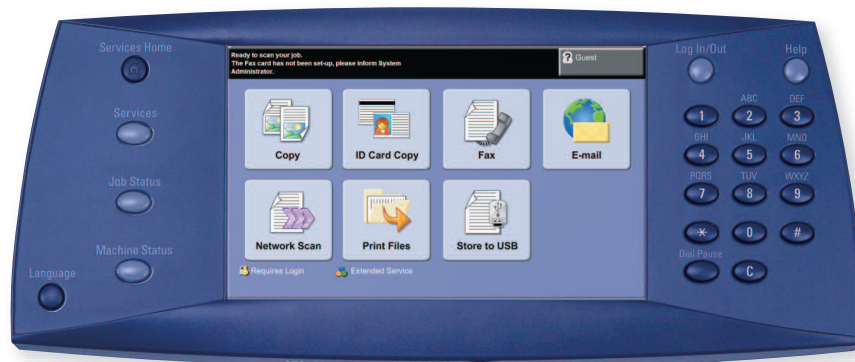 Services Home
Services
Job Status
Machine Status
Language
Ready to scan your job.
The Fax card has not been set-up, please inform System
Administrator.
? Guest
Copy
ID Card Copy
Fax
E-mail
Network Scan
Print Files
Store to USB
Requires Login
Extended Service
Log In/Out
Help
ABC
DEF
1
2
3
GHI
JKL
MNO
4
5
6
PQRS
TUV
WXYZ
7
8
9
*
0
#
Dial Pause
C